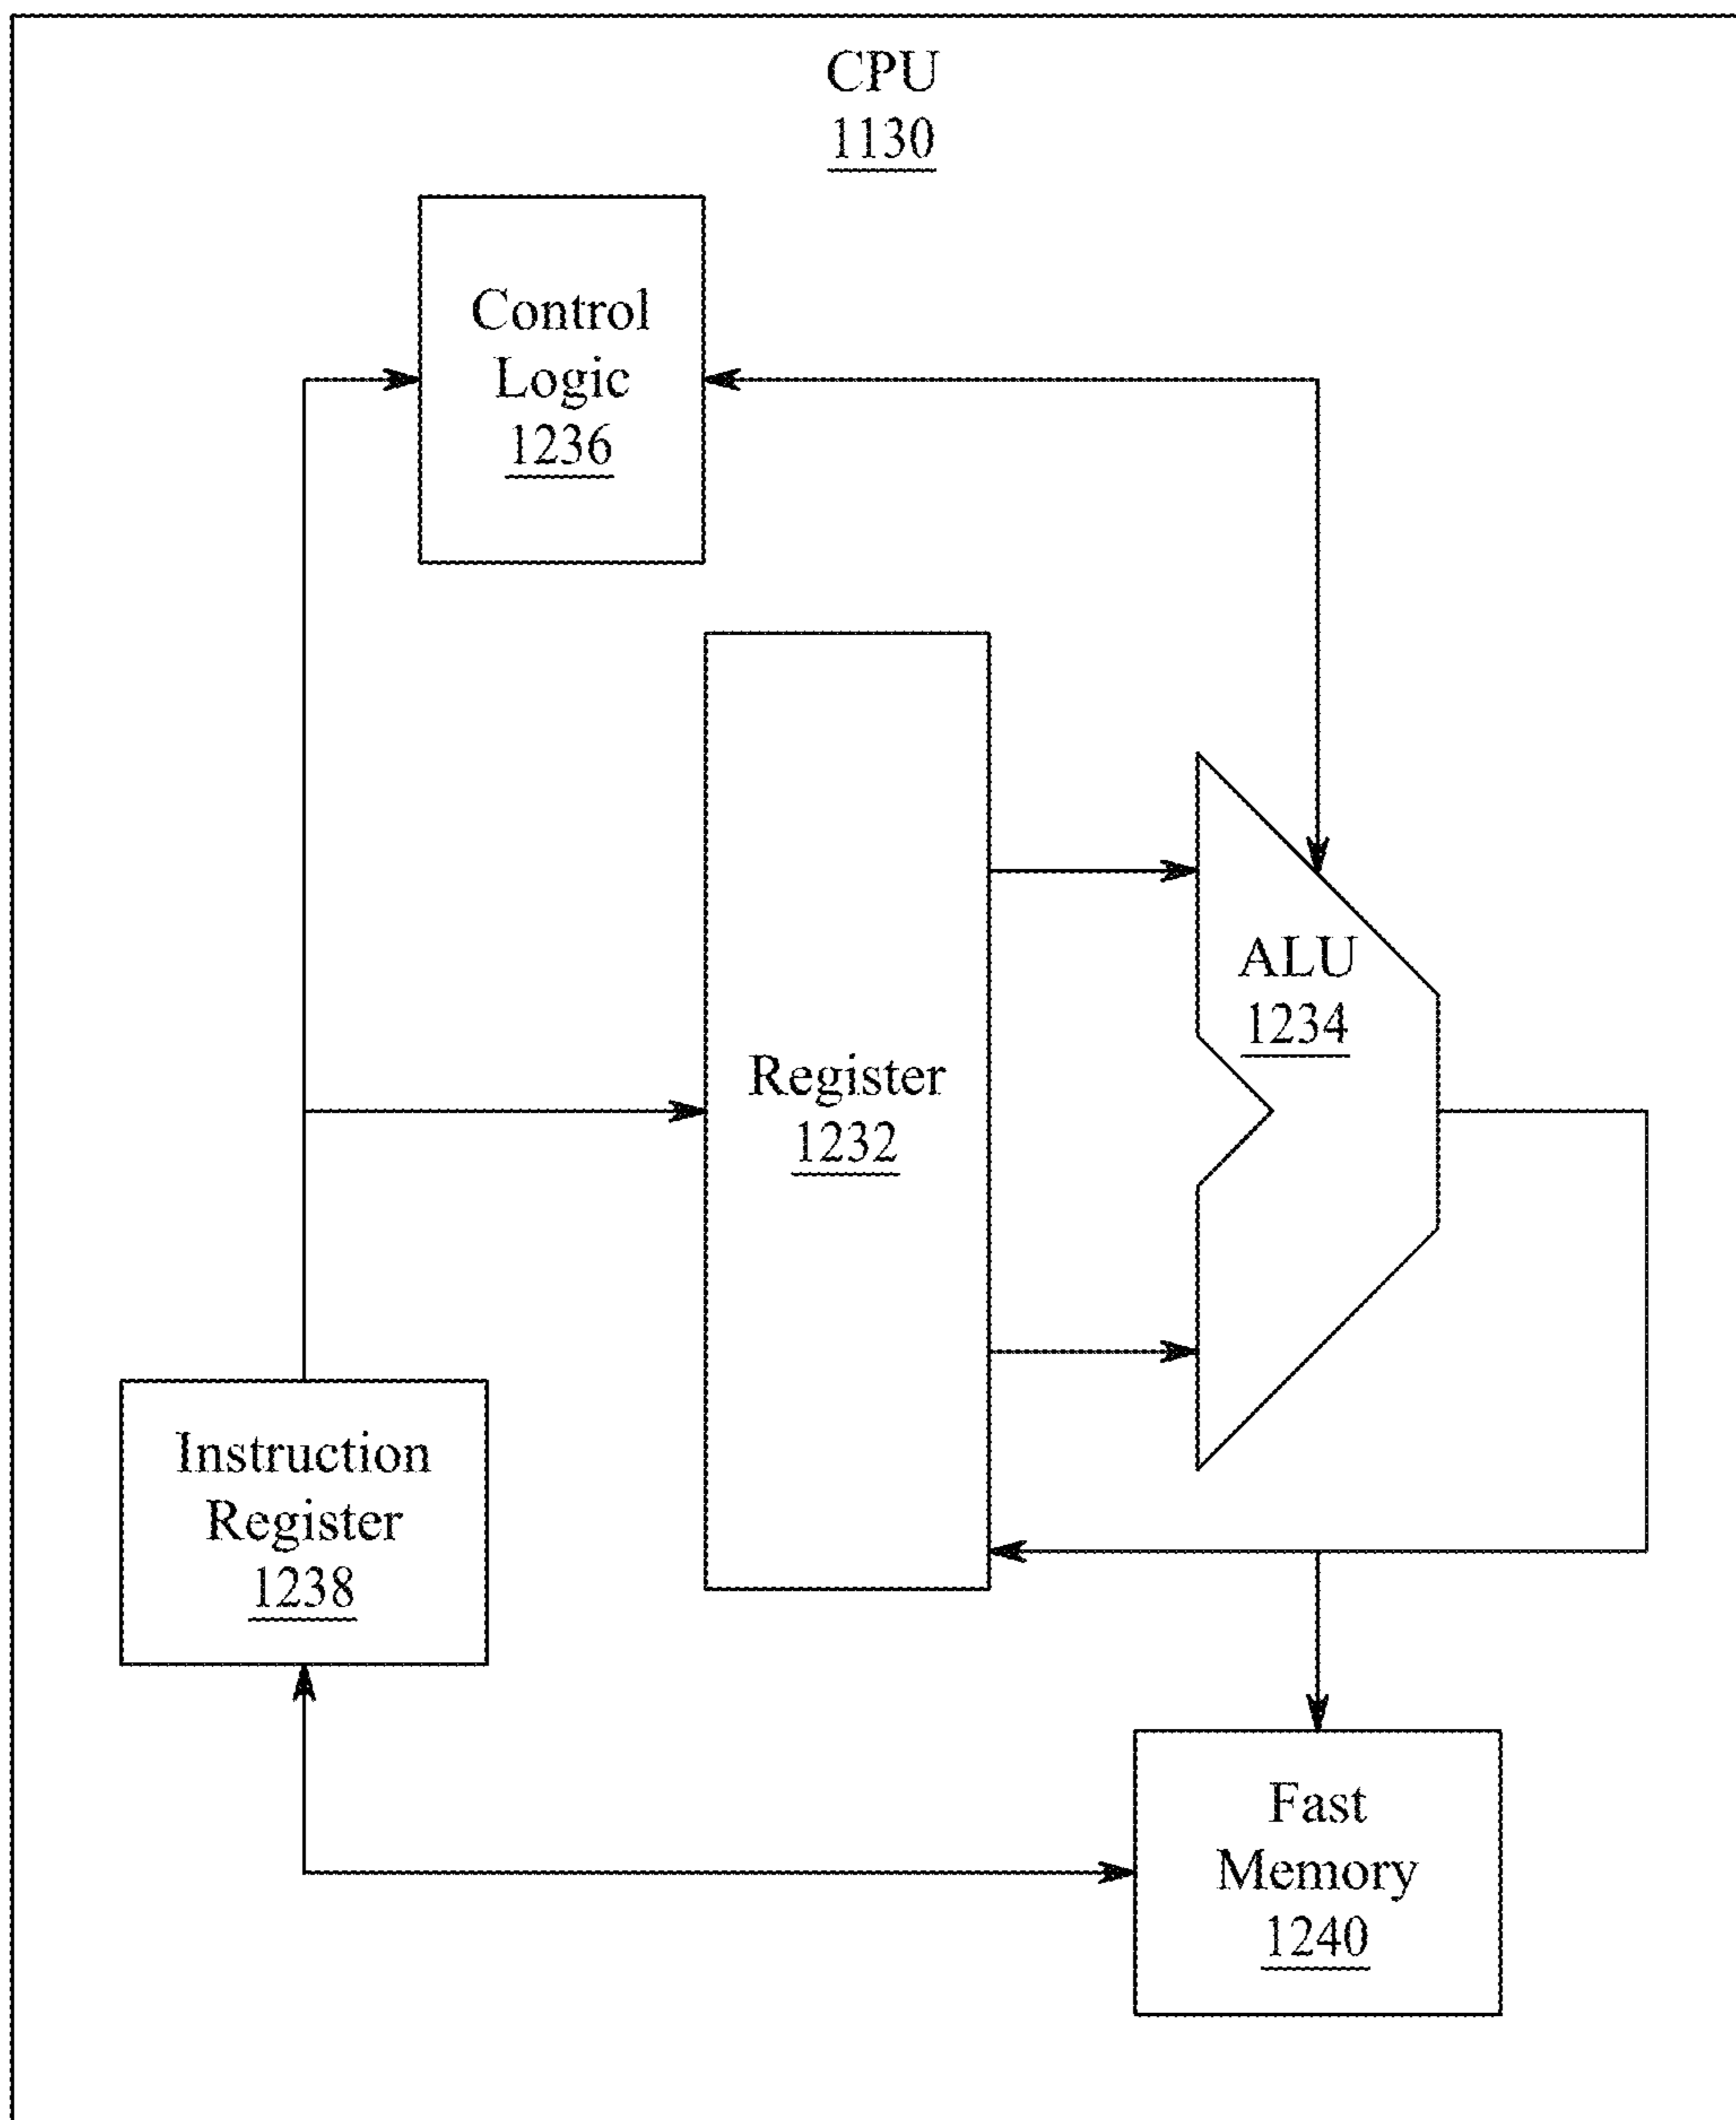 CPU
1130
Control
Logic
1236
ALU
1234
Register
1232
Instruction
Register
1238
Fast
Memory
1240